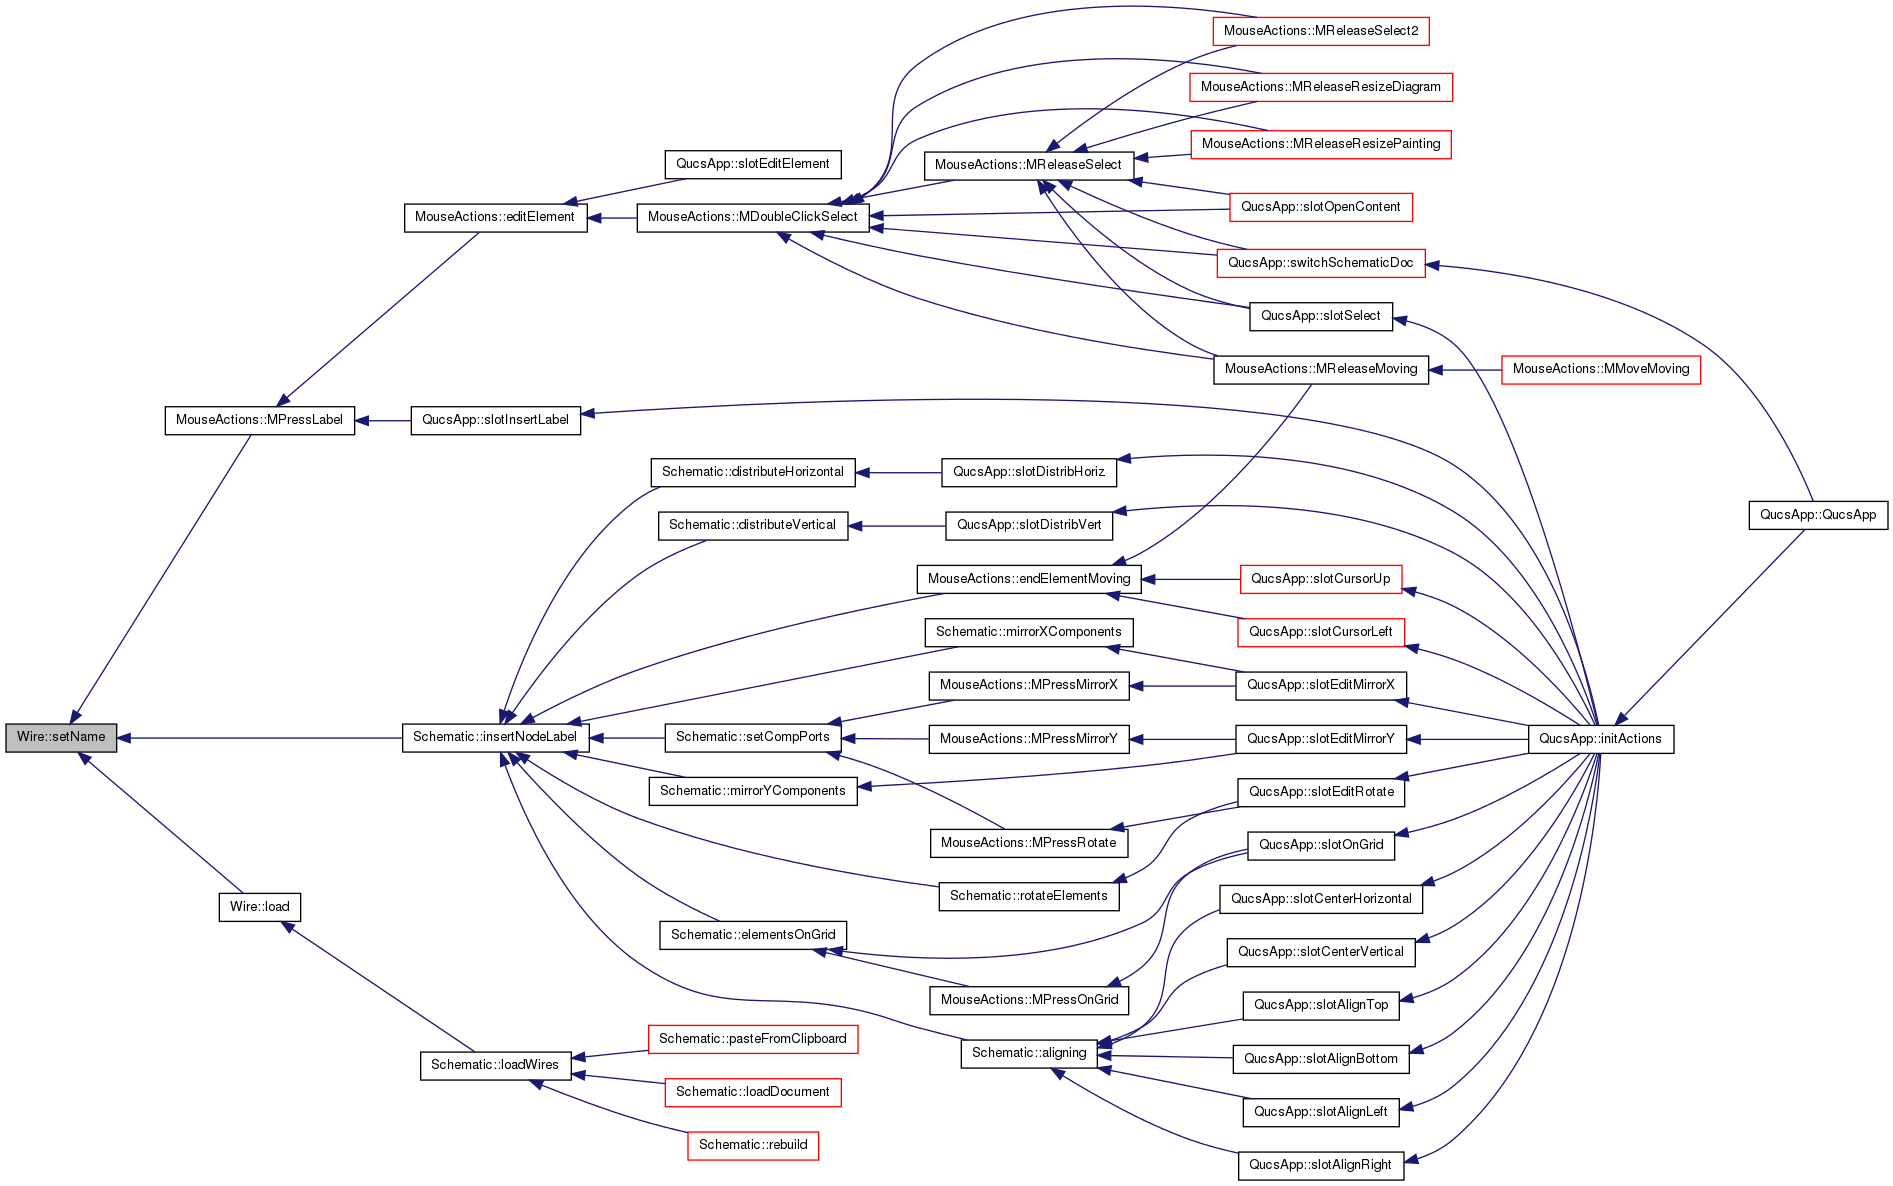 MouseActions::MReleaseSelect2
MouseActions::MReleaseResizeDiagram
MouseActions::MReleaseResizePainting
QucsApp::slotEditElement
MouseActions::MReleaseSelect
QucsApp::slotOpenContent
MouseActions::editElement
MouseActions::MDoubleClickSelect
QucsApp::switchSchematicDoc
QucsApp::slotSelect
MouseActions::MReleaseMoving
MouseActions::MMoveMoving
MouseActions::MPressLabel
QucsApp::slotInsertLabel
Schematic::distributeHorizontal
QucsApp::slotDistribHoriz
Schematic::distributeVertical
QucsApp::slotDistribVert
QucsApp::QucsApp
MouseActions::endElementMoving
QucsApp::slotCursorUp
Schematic::mirrorXComponents
QucsApp::slotCursorLeft
MouseActions::MPressMirrorX
QucsApp::slotEditMirrorX
Wire::setName
Schematic::insertNodeLabel
Schematic::setCompPorts
MouseActions::MPressMirrorY
QucsApp::slotEditMirrorY
QucsApp::initActions
Schematic::mirrorYComponents
QucsApp::slotEditRotate
MouseActions::MPressRotate
QucsApp::slotOnGrid
Schematic::rotateElements
QucsApp::slotCenterHorizontal
Wire::load
Schematic::elementsOnGrid
QucsApp::slotCenterVertical
MouseActions::MPressOnGrid
QucsApp::slotAlignTop
Schematic::pasteFromClipboard
Schematic::aligning
QucsApp::slotAlignBottom
Schematic::loadWires
Schematic::loadDocument
QucsApp::slotAlignLeft
Schematic::rebuild
QucsApp::slotAlignRight